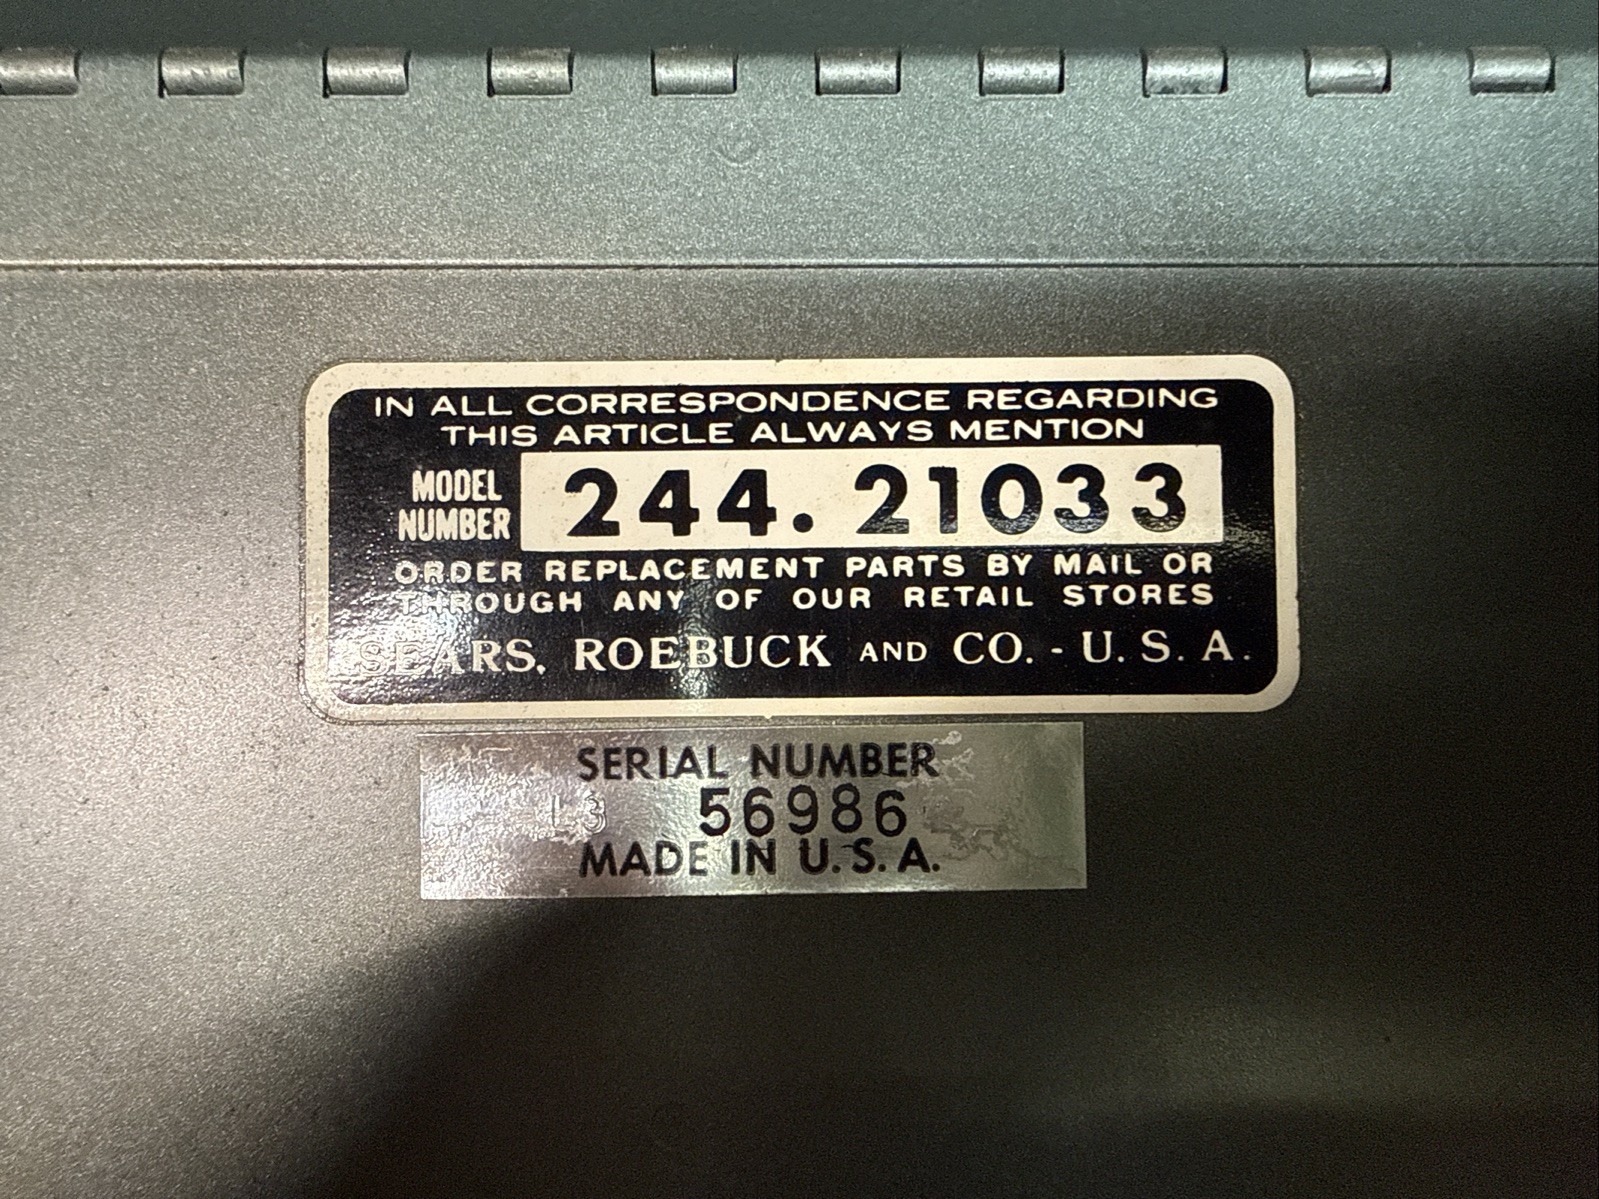 IN ALL CORRESPONDENCE REGARDING
THIS ARTICLE ALWAYS MENTION
MODEL
NUMBER
244.21033
ORDER REPLACEMENT PARTS BY MAIL OR
THROUGH ANY OF OUR RETAIL STORES
SEARS, ROEBUCK AND CO. - U. S. A.
SERIAL NUMBER
L3 56986
MADE IN U. S. A.